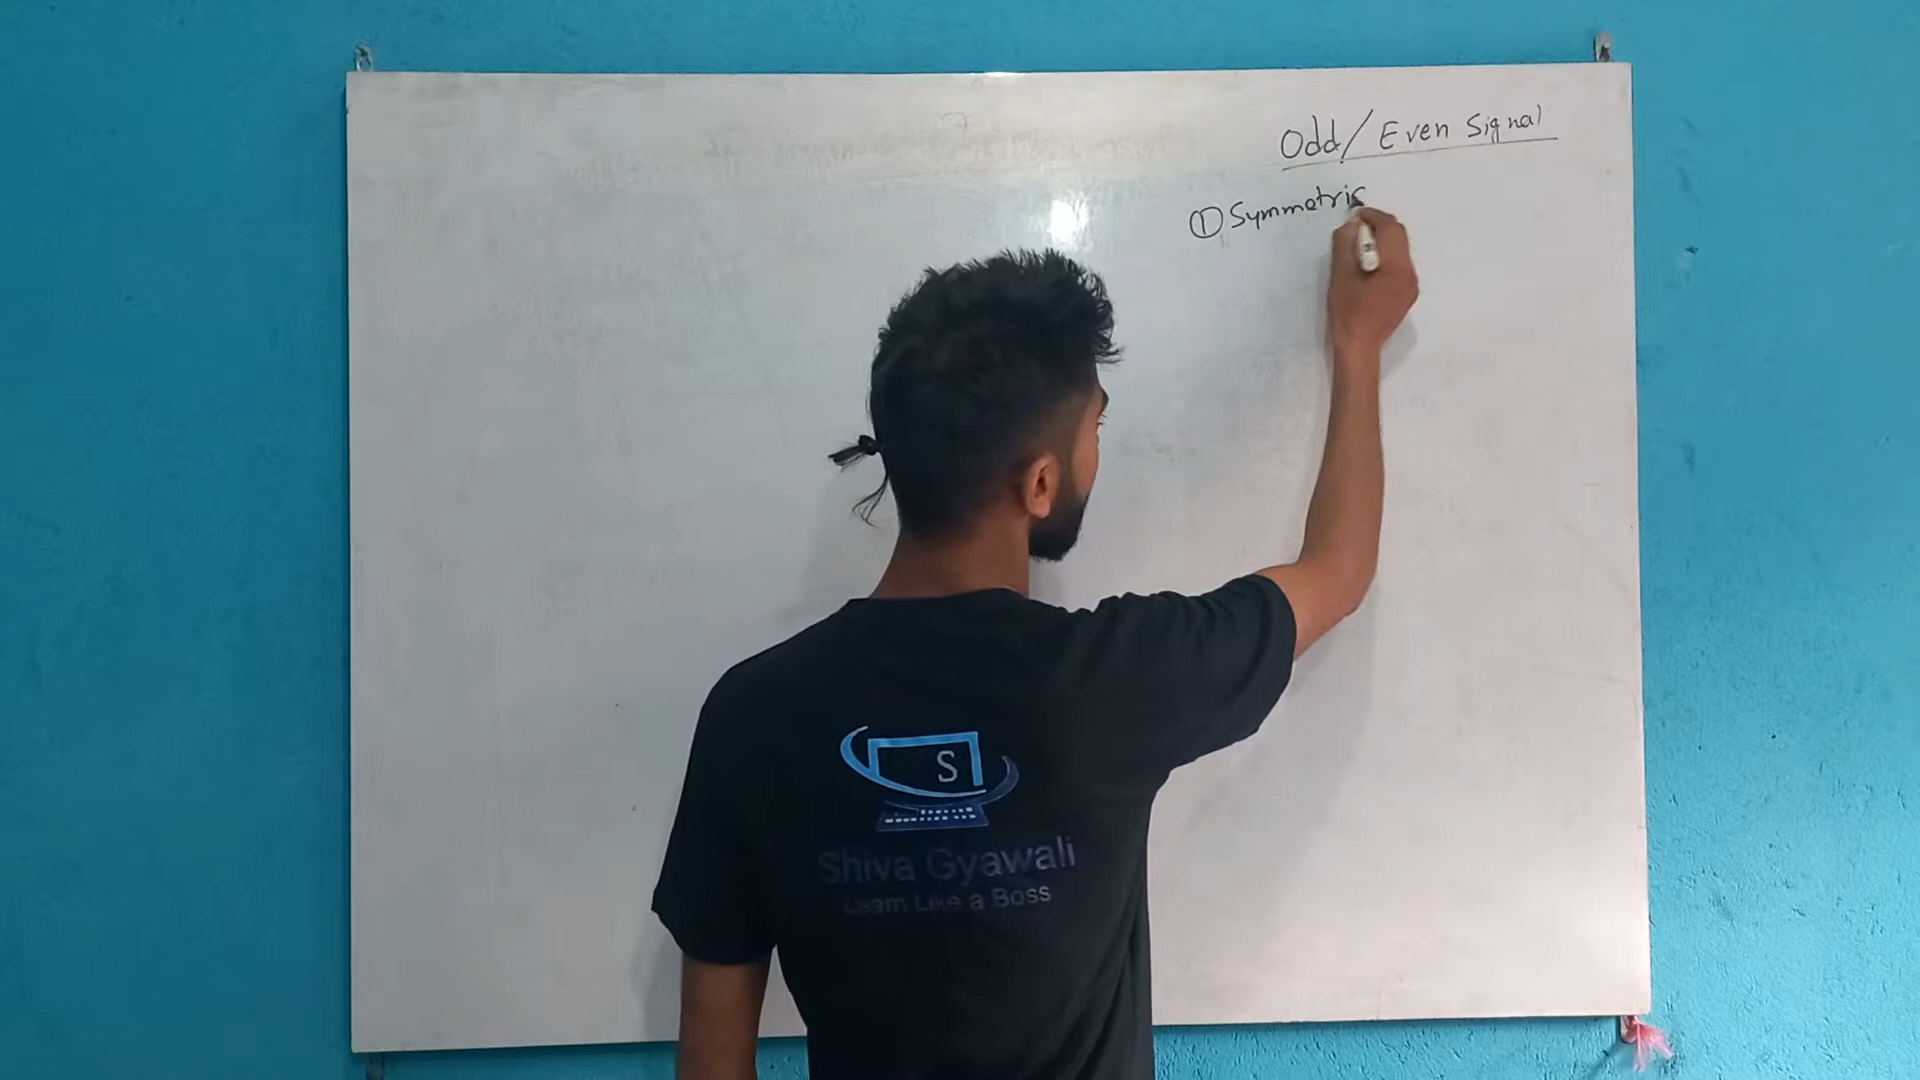 Odd/Even Signal
① Symmetric
S
Shiva Gyawali
Learn Like a Boss